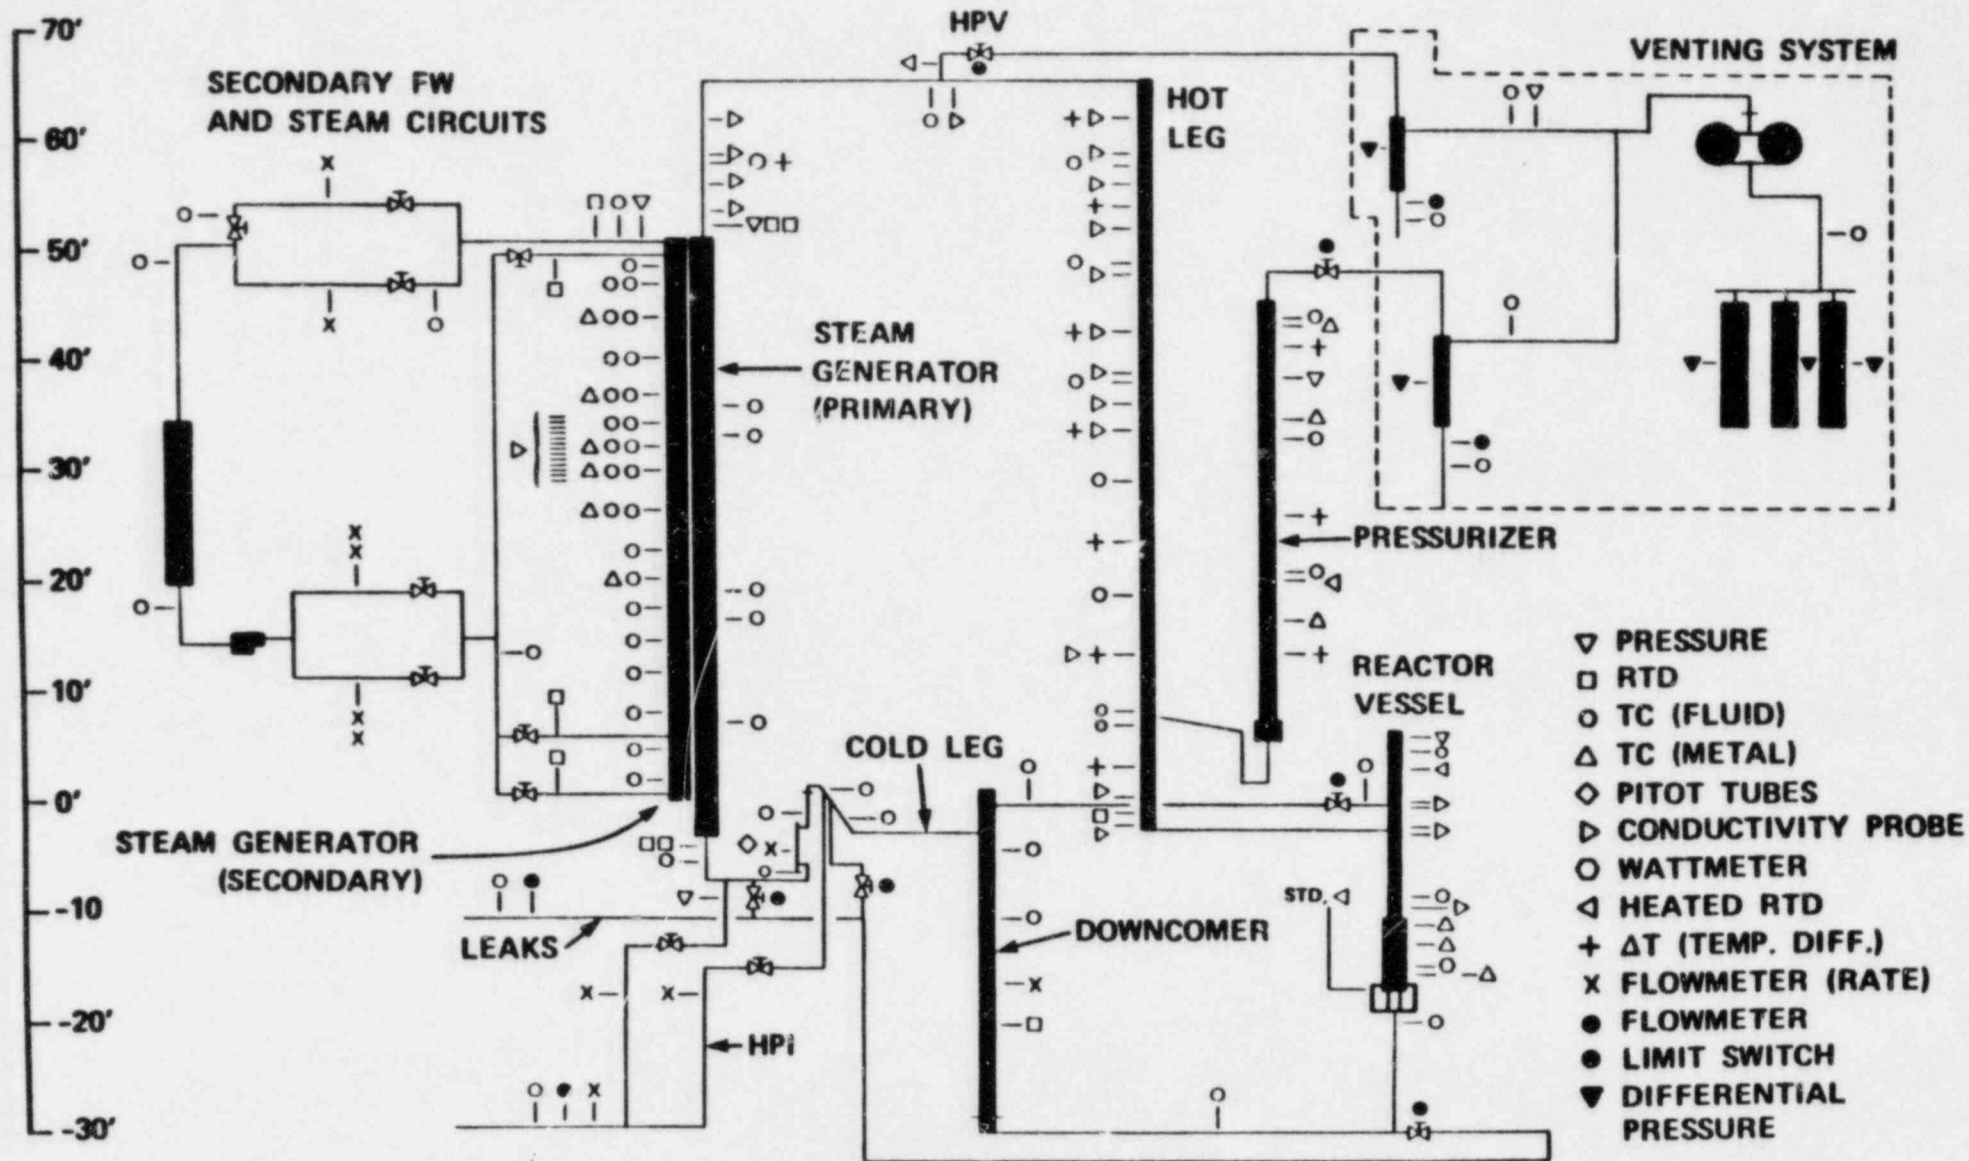 70'
60'
50'
40'
30'
20'
10'
0'
-10
-20'
-30'
SECONDARY FW
AND STEAM CIRCUITS
HPV
VENTING SYSTEM
HOT
LEG
STEAM
GENERATOR
(PRIMARY)
PRESSURIZER
REACTOR
VESSEL
COLD LEG
STEAM GENERATOR
(SECONDARY)
LEAKS
DOWNCOMER
STD.
HPI
▽ PRESSURE
□ RTD
○ TC (FLUID)
△ TC (METAL)
◇ PITOT TUBES
▷ CONDUCTIVITY PROBE
○ WATTMETER
◁ HEATED RTD
+ ΔT (TEMP. DIFF.)
X FLOWMETER (RATE)
● FLOWMETER
● LIMIT SWITCH
▼ DIFFERENTIAL
PRESSURE